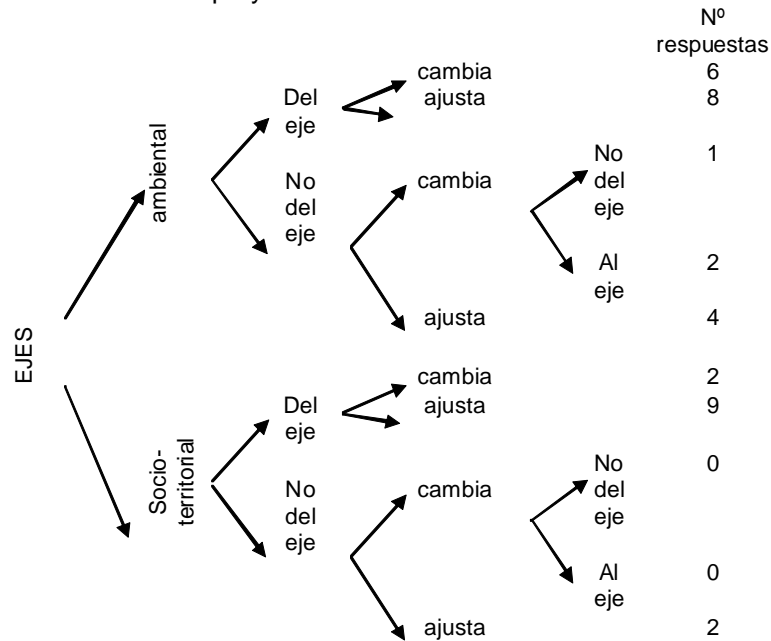 Nº
respuestas
cambia 6
Del ajusta 8
eje
ambiental
No 1
No cambia del
del eje
eje
Al 2
eje
ajusta 4
EJES
cambia 2
Del ajusta 9
eje
Socio-
territorial
No 0
No cambia del
del eje
eje
Al 0
eje
ajusta 2